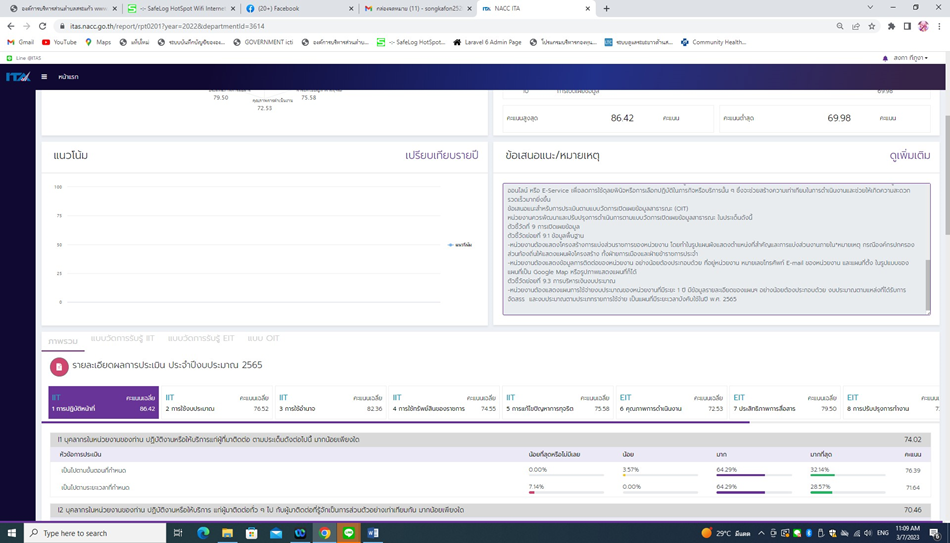 องค์การบริหารส่วนตำบลสองแคว www
-- SafeLog HotSpot Wifi Internet
(20+) Facebook
กล่องจดหมาย (11) - songkafon25
NACC ITA
itas.nacc.go.th/report/rpt0201?year=2022&departmentId=3614
Gmail
YouTube
Maps
GOVERNMENT icti
-:- SafeLog HotSpot...
Laravel 6 Admin Page
Community Health...
Line @ITAS
ITA
หน้าแรก
79.50
75.58
คุณภาพการดำเนินงาน
72.53
10
การเปิดเผยข้อมูล
69.98
คะแนนสูงสุด 86.42 คะแนน
คะแนนต่ำสุด 69.98 คะแนน
แนวโน้ม
เปรียบเทียบรายปี
100
75
50
25
0
แนวโน้ม
ข้อเสนอแนะ/หมายเหตุ
ดูเพิ่มเติม
ออนไลน์ หรือ E-Service เพื่อลดการใช้ดุลยพินิจหรือการเลือกปฏิบัติในภารกิจหรือบริการนั้น ๆ ซึ่งจะช่วยสร้างความเท่าเทียมในการดำเนินงานและช่วยให้เกิดความสะดวก
รวดเร็วมากยิ่งขึ้น
ข้อเสนอแนะสำหรับการประเมินตามแบบวัดการเปิดเผยข้อมูลสาธารณะ (OIT)
หน่วยงานควรพัฒนาและปรับปรุงการดำเนินการตามแบบวัดการเปิดเผยข้อมูลสาธารณะ ในประเด็นดังนี้
ตัวชี้วัดที่ 9 การเปิดเผยข้อมูล
ตัวชี้วัดย่อยที่ 9.1 ข้อมูลพื้นฐาน
-หน่วยงานต้องแสดงโครงสร้างการแบ่งส่วนราชการของหน่วยงาน โดยทำในรูปแบบแผนผังแสดงตำแหน่งที่สำคัญและการแบ่งส่วนงานภายใน*หมายเหตุ กรณีองค์กรปกครอง
ส่วนท้องถิ่นให้แสดงแผนผังโครงสร้าง ทั้งฝ่ายการเมืองและฝ่ายข้าราชการประจำ
-หน่วยงานต้องแสดงข้อมูลการติดต่อของหน่วยงาน อย่างน้อยต้องประกอบด้วย ที่อยู่หน่วยงาน หมายเลขโทรศัพท์ E-mail ของหน่วยงาน และแผนที่ตั้ง ในรูปแบบของ
แผนที่เป็น Google Map หรือรูปภาพแสดงแผนที่ก็ได้
ตัวชี้วัดย่อยที่ 9.3 การบริหารเงินงบประมาณ
-หน่วยงานต้องแสดงแผนการใช้จ่ายงบประมาณของหน่วยงานที่มีระยะ 1 ปี มีข้อมูลรายละเอียดของแผนฯ อย่างน้อยต้องประกอบด้วย งบประมาณตามแหล่งที่ได้รับการ
จัดสรร และงบประมาณตามประเภทรายการใช้จ่าย เป็นแผนที่มีระยะเวลาบังคับใช้ในปี พ.ศ. 2565
ภาพรวม
แบบวัดการรับรู้ IIT
แบบวัดการรับรู้ EIT
แบบ OIT
รายละเอียดผลการประเมิน ประจำปีงบประมาณ 2565
IIT คะแนนเฉลี่ย
1 การปฏิบัติหน้าที่ 86.42
IIT คะแนนเฉลี่ย
2 การใช้งบประมาณ 76.52
IIT คะแนนเฉลี่ย
3 การใช้อำนาจ 82.36
IIT คะแนนเฉลี่ย
4 การใช้ทรัพย์สินของราชการ 74.55
IIT คะแนนเฉลี่ย
5 การแก้ไขปัญหาการทุจริต 75.58
EIT คะแนนเฉลี่ย
6 คุณภาพการดำเนินงาน 72.53
EIT คะแนนเฉลี่ย
7 ประสิทธิภาพการสื่อสาร 79.50
EIT
8 การปรับปรุงการทำงาน
I1 บุคลากรในหน่วยงานของท่าน ปฏิบัติงานหรือให้บริการแก่ผู้ที่มาติดต่อ ตามประเด็นดังต่อไปนี้ มากน้อยเพียงใด 74.02
หัวข้อการประเมิน น้อยที่สุดหรือไม่มีเลย น้อย มาก มากที่สุด คะแนน
เป็นไปตามขั้นตอนที่กำหนด 0.00% 3.57% 64.29% 32.14% 76.39
เป็นไปตามระยะเวลาที่กำหนด 7.14% 0.00% 64.29% 28.57% 71.64
I2 บุคลากรในหน่วยงานของท่าน ปฏิบัติงานหรือให้บริการ แก่ผู้มาติดต่อทั่ว ๆ ไป กับผู้มาติดต่อที่รู้จักเป็นการส่วนตัวอย่างเท่าเทียมกัน มากน้อยเพียงใด 70.46
Type here to search
29°C มีแดด
ENG
11:09 AM
3/7/2023